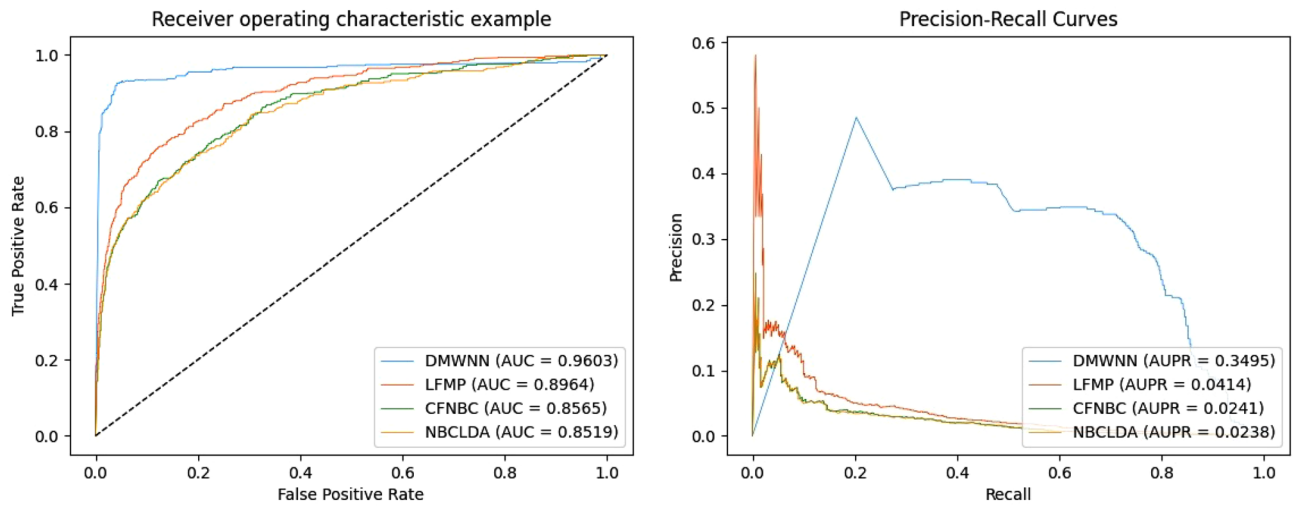 Receiver operating characteristic example
1.0
0.8
0.6
0.4
0.2
0.0
True Positive Rate
0.0 0.2 0.4 0.6 0.8 1.0
False Positive Rate
DMWNN (AUC = 0.9603)
LFMP (AUC = 0.8964)
CFNBC (AUC = 0.8565)
NBCLDA (AUC = 0.8519)
Precision-Recall Curves
0.6
0.5
0.4
0.3
0.2
0.1
0.0
Precision
0.0 0.2 0.4 0.6 0.8 1.0
Recall
DMWNN (AUPR = 0.3495)
LFMP (AUPR = 0.0414)
CFNBC (AUPR = 0.0241)
NBCLDA (AUPR = 0.0238)